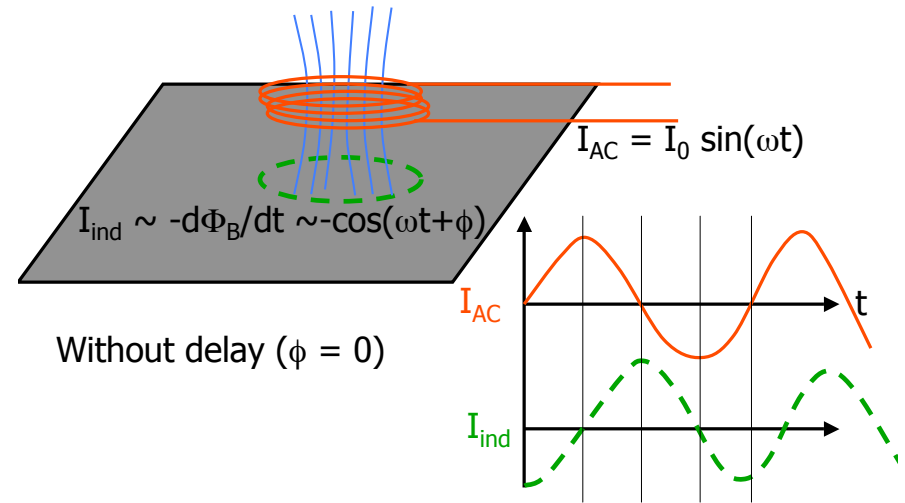 I_AC = I_0 sin(ωt)
I_ind ~ -dΦ_B/dt ~-cos(ωt+ϕ)
I_AC
t
Without delay (ϕ = 0)
I_ind